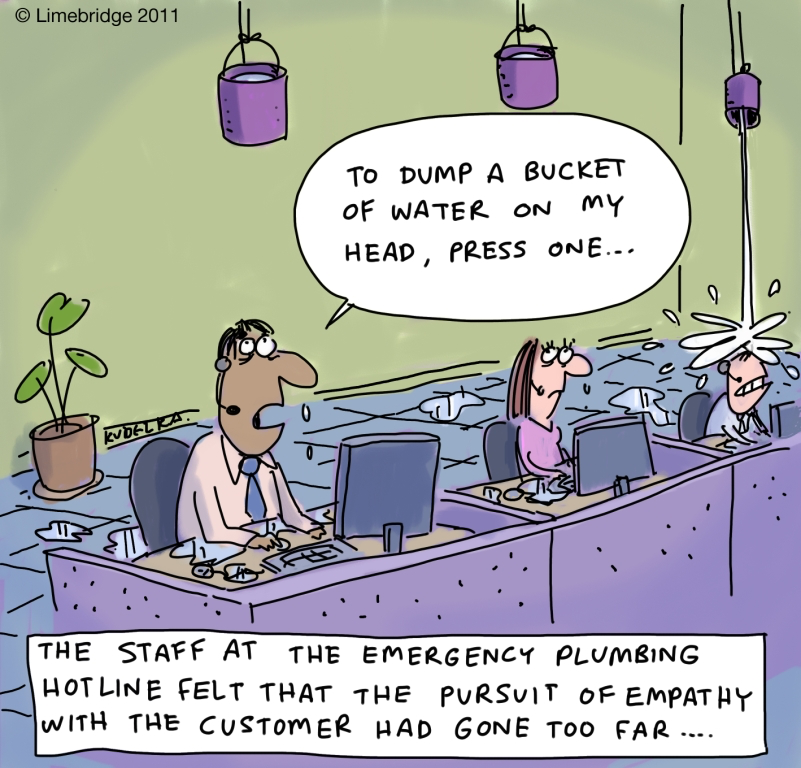 © Limebridge 2011
TO DUMP A BUCKET
OF WATER ON MY
HEAD, PRESS ONE...
KUDELKA.
THE STAFF AT THE EMERGENCY PLUMBING
HOTLINE FELT THAT THE PURSUIT OF EMPATHY
WITH THE CUSTOMER HAD GONE TOO FAR ....